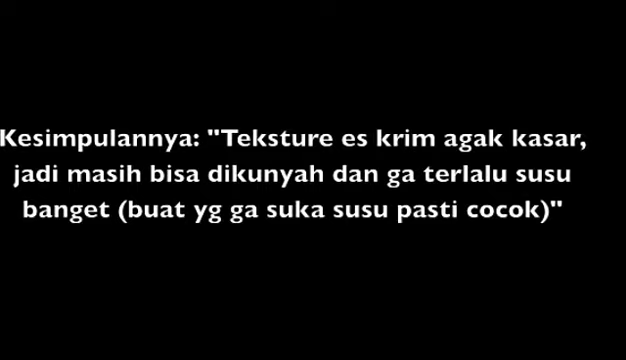 Kesimpulannya: "Teksture es krim agak kasar,
jadi masih bisa dikunyah dan ga terlalu susu
banget (buat yg ga suka susu pasti cocok)"